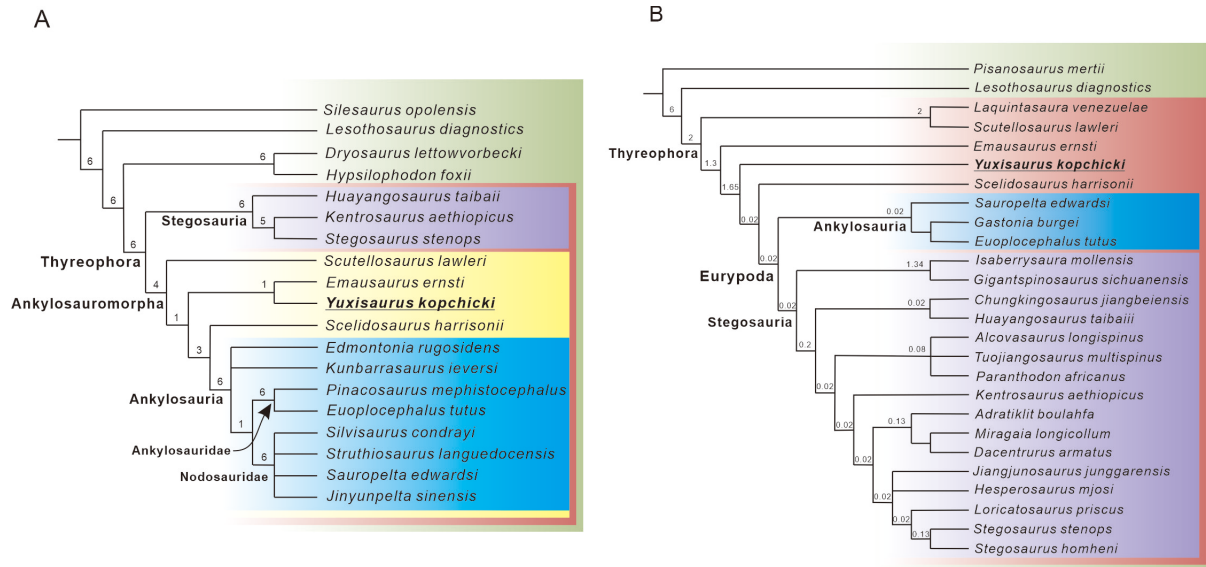 A
Silesaurus opolensis
Lesothosaurus diagnostics
Dryosaurus lettowvorbecki
Hypsilophodon foxii
Huayangosaurus taibaii
Kentrosaurus aethiopicus
Stegosaurus stenops
Scutellosaurus lawleri
Emausaurus ernsti
Yuxisaurus kopchicki
Scelidosaurus harrisonii
Edmontonia rugosidens
Kunbarrasaurus ieversi
Pinacosaurus mephistocephalus
Euoplocephalus tutus
Silvisaurus condrayi
Struthiosaurus languedocensis
Sauropelta edwardsi
Jinyunpelta sinensis
Stegosauria
Thyreophora
Ankylosauromorpha
Ankylosauria
Ankylosauridae
Nodosauridae
6
6
6
6
6
6
5
4
1
1
3
6
6
1
6
B
Pisanosaurus mertii
Lesothosaurus diagnostics
Laquintasaura venezuelae
Scutellosaurus lawleri
Emausaurus ernsti
Yuxisaurus kopchicki
Scelidosaurus harrisonii
Sauropelta edwardsi
Gastonia burgei
Euoplocephalus tutus
Isaberrysaura mollensis
Gigantspinosaurus sichuanensis
Chungkingosaurus jiangbeiensis
Huayangosaurus taibaiii
Alcovasaurus longispinus
Tuojiangosaurus multispinus
Paranthodon africanus
Kentrosaurus aethiopicus
Adratiklit boulahfa
Miragaia longicollum
Dacentrurus armatus
Jiangjunosaurus junggarensis
Hesperosaurus mjosi
Loricatosaurus priscus
Stegosaurus stenops
Stegosaurus homheni
Thyreophora
Ankylosauria
Eurypoda
Stegosauria
6
2
2
1.3
1.65
0.02
0.02
0.02
0.02
1.34
0.02
0.2
0.08
0.02
0.02
0.13
0.02
0.02
0.02
0.13